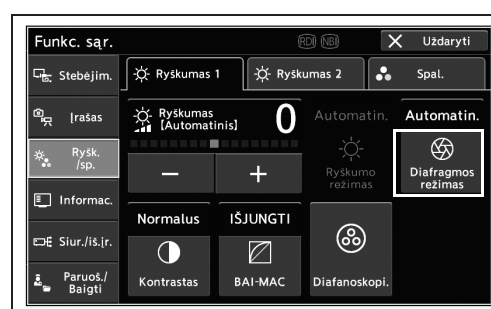 Funkc. sąr.
RDI NBI
Uždaryti
Stebėjim.
Įrašas
Ryšk.
/sp.
Informac.
Siur./iš.įr.
Paruoš./
Baigti
Ryškumas 1
Ryškumas 2
Spal.
Ryškumas
[Automatinis]
0
Automatin.
Ryškumo
režimas
Automatin.
Diafragmos
režimas
Normalus
Kontrastas
IŠJUNGTI
BAI-MAC
Diafanoskopi.